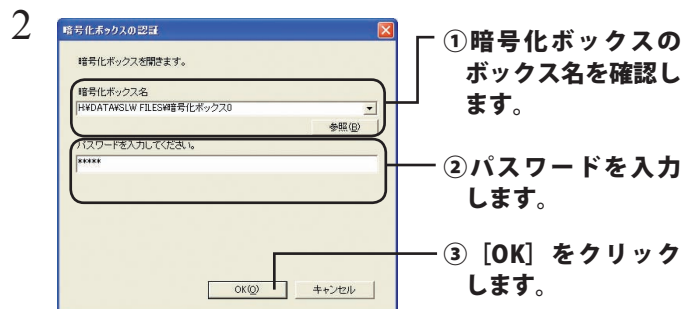 2
暗号化ボックスの認証
暗号化ボックスを開きます。
暗号化ボックス名
H:¥DATA¥SLW FILES¥暗号化ボックス0
参照(B)
パスワードを入力してください。
*****
OK(O)
キャンセル
①暗号化ボックスの
ボックス名を確認し
ます。
②パスワードを入力
します。
③[OK]をクリック
します。